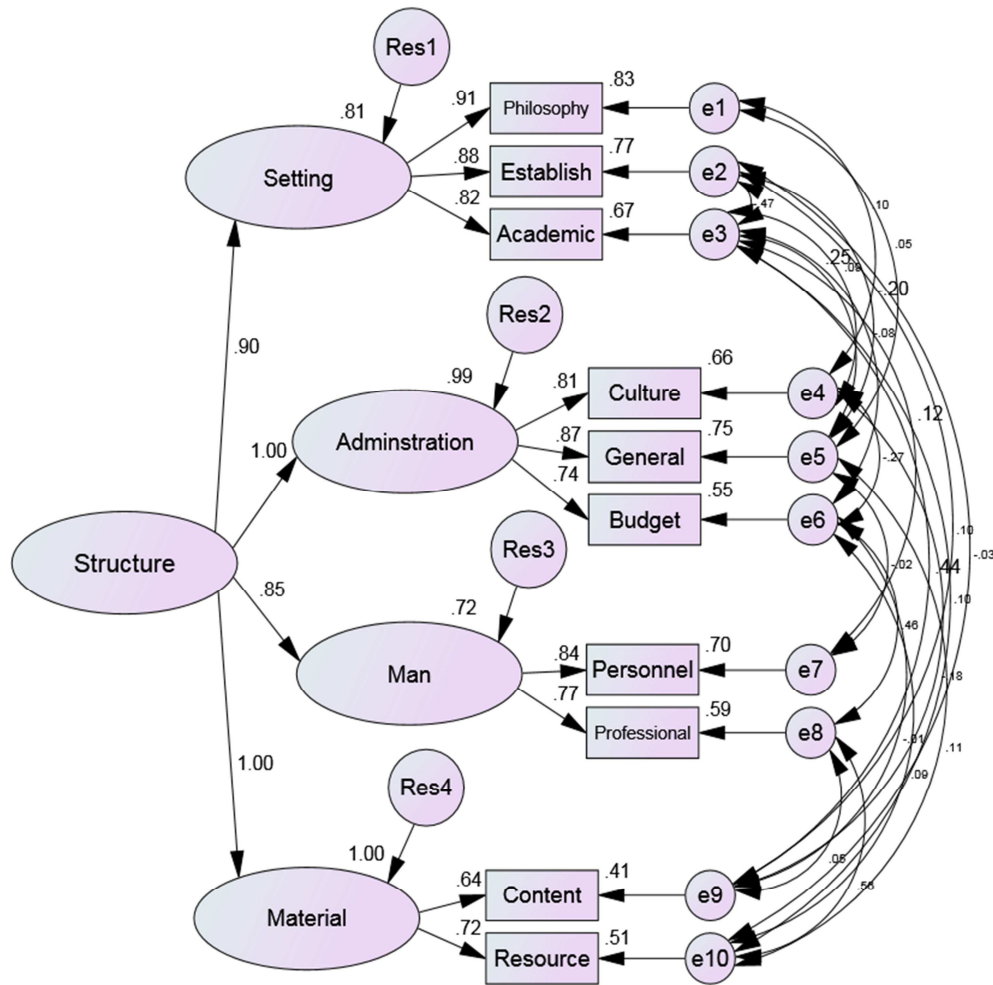 Res1
.81
.91
.83
Philosophy
e1
Setting
.88
.77
Establish
e2
.82
.67
Academic
e3
.47
.10
.05
.25
.09
-.20
-.08
Res2
.90
.99
.81
.66
Culture
e4
.12
Adminstration
1.00
.87
.75
General
e5
-.27
.74
.55
Budget
e6
Res3
.10
-.03
Structure
-.02
.44
.10
.85
.72
.46
.84
.70
Personnel
e7
Man
.77
.59
Professional
e8
.18
-.01
.11
.09
1.00
Res4
1.00
.05
.64
.41
Content
e9
Material
.72
.51
Resource
e10